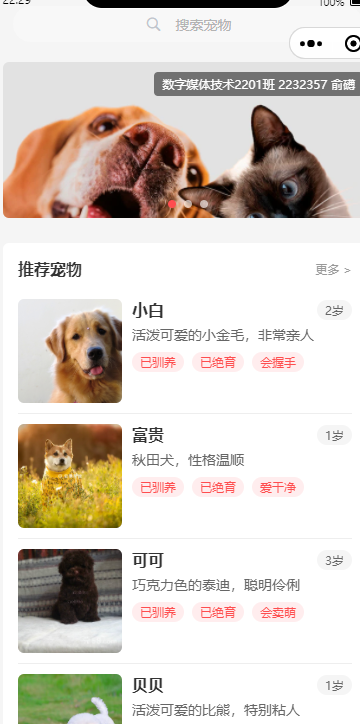 22:29
100%
搜索宠物
数字媒体技术2201班 2232357 俞礴
推荐宠物
更多 >
小白
2岁
活泼可爱的小金毛，非常亲人
已驯养 已绝育 会握手
富贵
1岁
秋田犬，性格温顺
已驯养 已绝育 爱干净
可可
3岁
巧克力色的泰迪，聪明伶俐
已驯养 已绝育 会卖萌
贝贝
1岁
活泼可爱的比熊，特别粘人